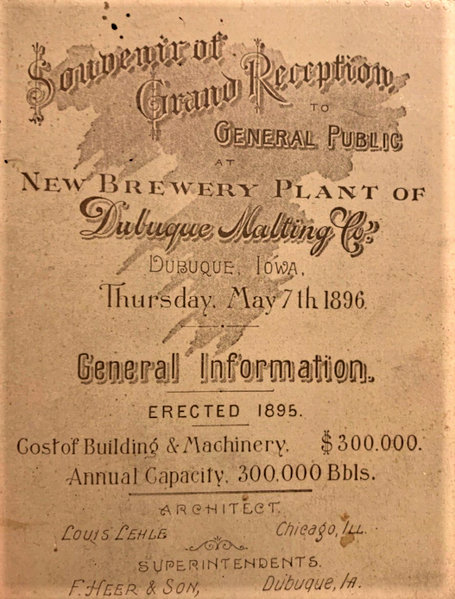 Souvenir of
Grand Reception
TO
GENERAL PUBLIC
AT
NEW BREWERY PLANT OF
Dubuque Malting Co.
DUBUQUE, IOWA,
Thursday, May 7th 1896.
General Information.
ERECTED 1895.
Cost of Building & Machinery, $300.000.
Annual Capacity, 300.000 Bbls.
ARCHITECT,
LOUIS LEHLE Chicago, ILL.
SUPERINTENDENTS.
F. HEER & SON, Dubuque, IA.